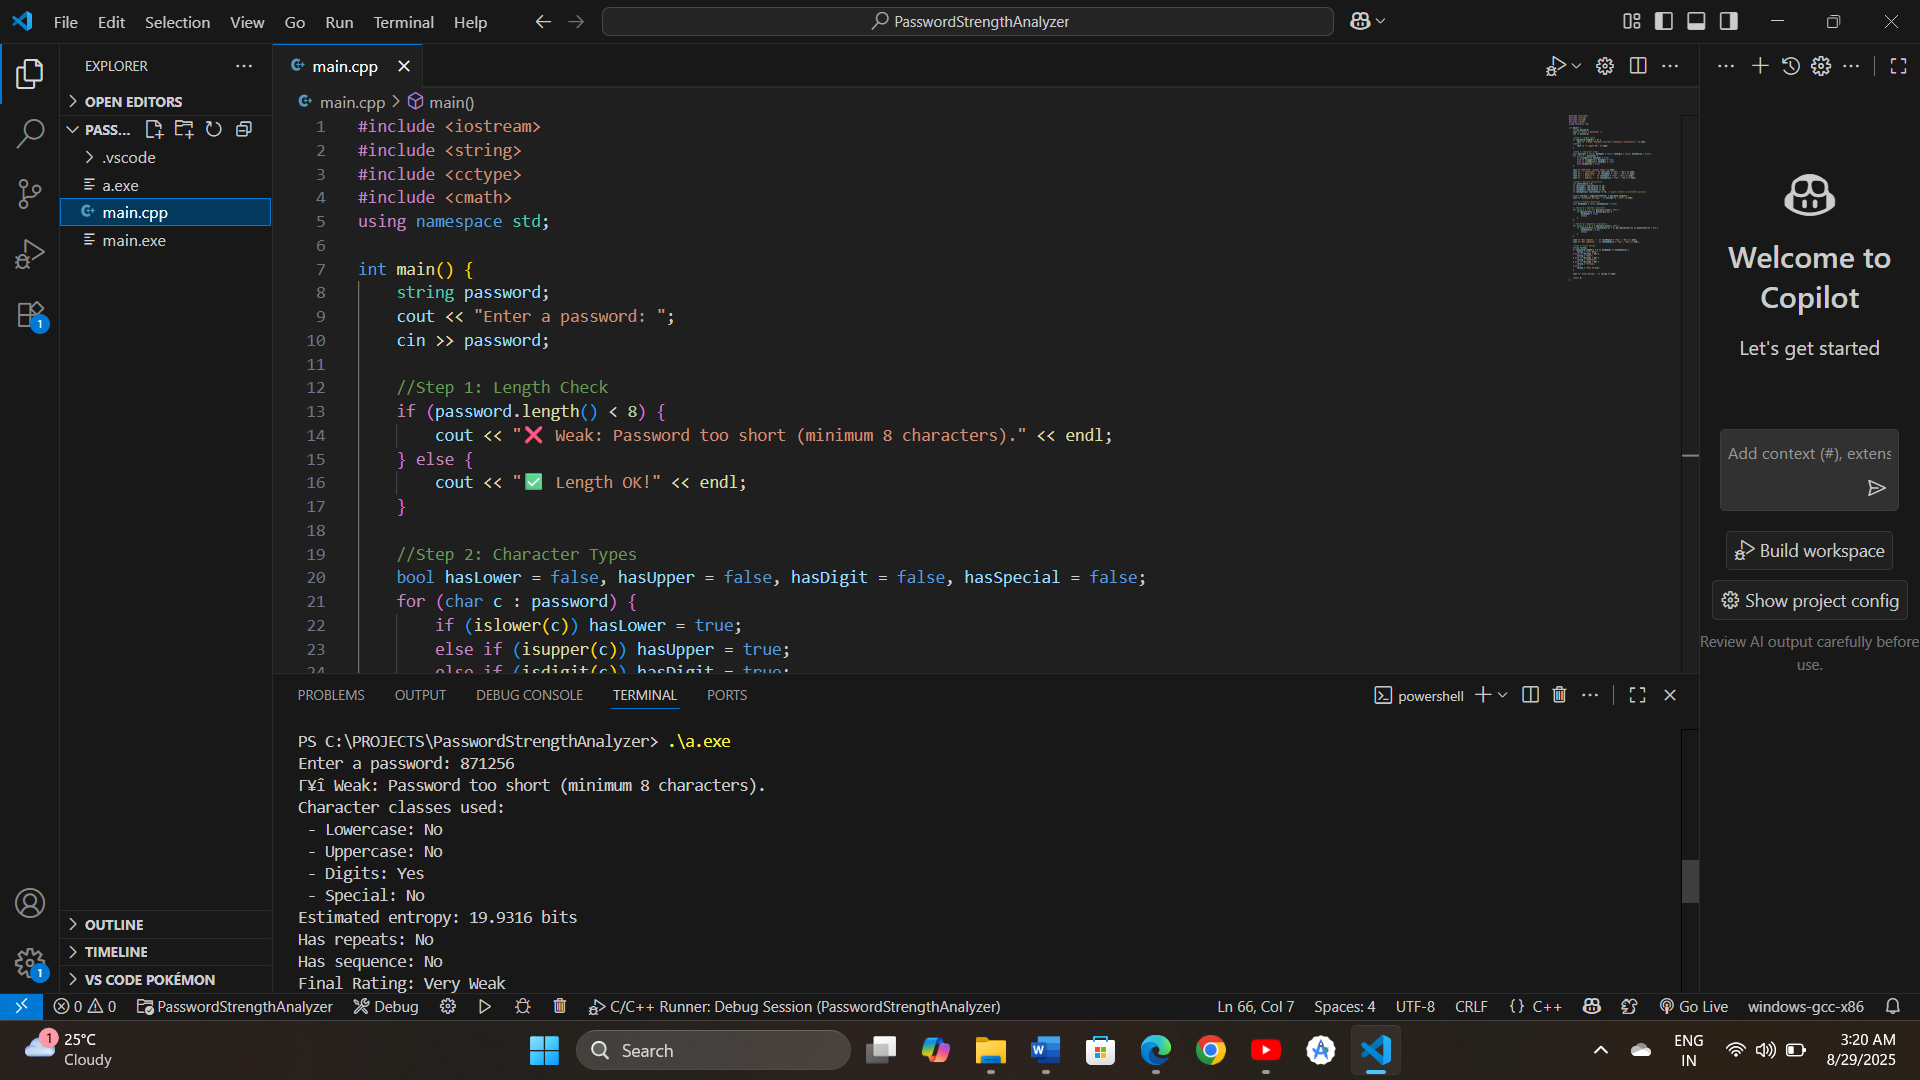 File Edit Selection View Go Run Terminal Help
PasswordStrengthAnalyzer
EXPLORER
OPEN EDITORS
PASS...
.vscode
a.exe
main.cpp
main.exe
OUTLINE
TIMELINE
VS CODE POKÉMON
1
1
main.cpp
main.cpp > main()
1 #include <iostream>
2 #include <string>
3 #include <cctype>
4 #include <cmath>
5 using namespace std;
6
7 int main() {
8 string password;
9 cout << "Enter a password: ";
10 cin >> password;
11
12 //Step 1: Length Check
13 if (password.length() < 8) {
14 cout << "❌ Weak: Password too short (minimum 8 characters)." << endl;
15 } else {
16 cout << "✅ Length OK!" << endl;
17 }
18
19 //Step 2: Character Types
20 bool hasLower = false, hasUpper = false, hasDigit = false, hasSpecial = false;
21 for (char c : password) {
22 if (islower(c)) hasLower = true;
23 else if (isupper(c)) hasUpper = true;
24 else if (isdigit(c)) hasDigit = true;
PROBLEMS OUTPUT DEBUG CONSOLE TERMINAL PORTS
powershell
PS C:\PROJECTS\PasswordStrengthAnalyzer> .\a.exe
Enter a password: 871256
Γ¥î Weak: Password too short (minimum 8 characters).
Character classes used:
- Lowercase: No
- Uppercase: No
- Digits: Yes
- Special: No
Estimated entropy: 19.9316 bits
Has repeats: No
Has sequence: No
Final Rating: Very Weak
Welcome to
Copilot
Let's get started
Add context (#), extens
Build workspace
Show project config
Review AI output carefully before
use.
0 0 PasswordStrengthAnalyzer Debug C/C++ Runner: Debug Session (PasswordStrengthAnalyzer)
Ln 66, Col 7 Spaces: 4 UTF-8 CRLF {} C++ Go Live windows-gcc-x86
1
25°C
Cloudy
Search
ENG
IN
3:20 AM
8/29/2025